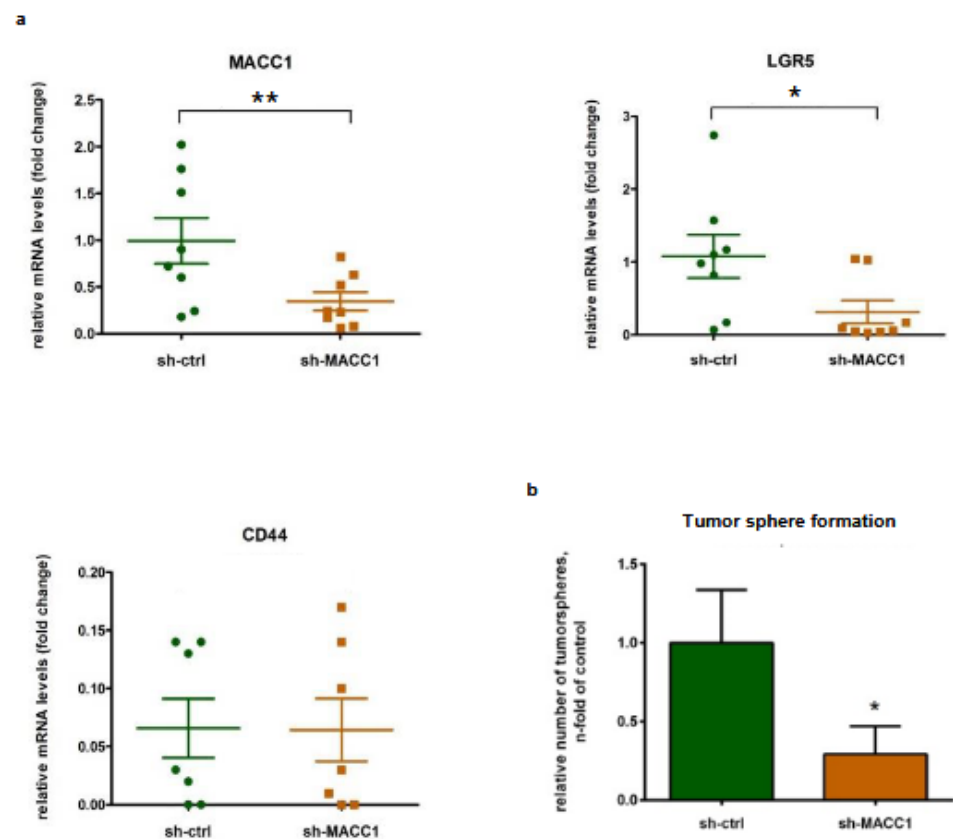 a
MACC1
**
relative mRNA levels (fold change)
2.5
2.0
1.5
1.0
0.5
0.0
sh-ctrl
sh-MACC1
LGR5
*
relative mRNA levels (fold change)
3
2
1
0
sh-ctrl
sh-MACC1
CD44
relative mRNA levels (fold change)
0.20
0.15
0.10
0.05
0.00
sh-ctrl
sh-MACC1
b
Tumor sphere formation
relative number of tumorspheres,
n-fold of control
1.5
1.0
0.5
0.0
*
sh-ctrl
sh-MACC1